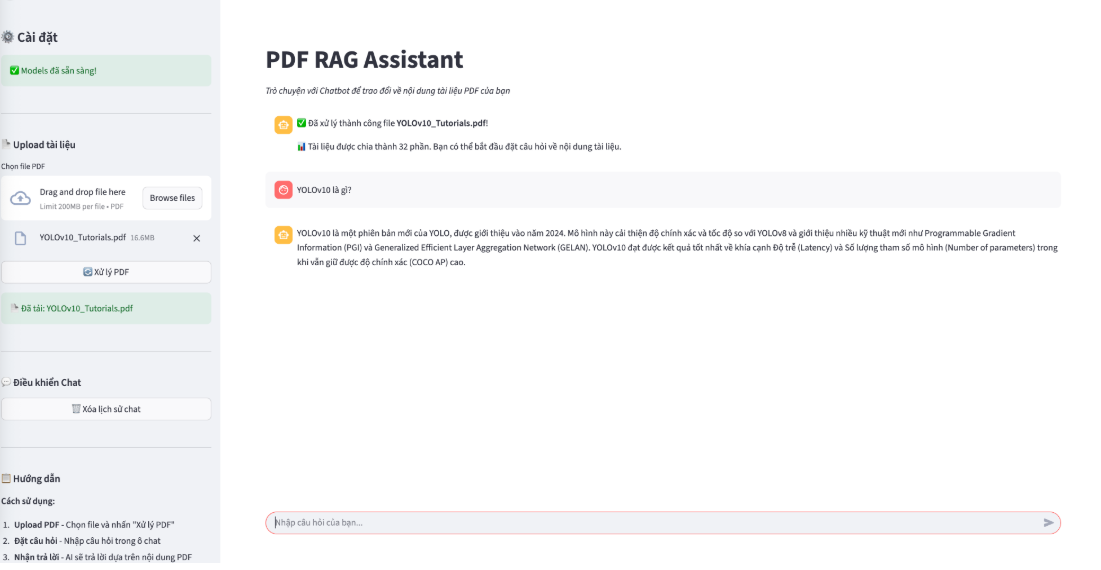 Cài đặt
Models đã sẵn sàng!
Upload tài liệu
Chọn file PDF
Drag and drop file here
Limit 200MB per file • PDF
Browse files
YOLOv10_Tutorials.pdf 16.6MB
Xử lý PDF
Đã tải: YOLOv10_Tutorials.pdf
Điều khiển Chat
Xóa lịch sử chat
Hướng dẫn
Cách sử dụng:
1. Upload PDF - Chọn file và nhấn "Xử lý PDF"
2. Đặt câu hỏi - Nhập câu hỏi trong ô chat
3. Nhận trả lời - AI sẽ trả lời dựa trên nội dung PDF
PDF RAG Assistant
Trò chuyện với Chatbot để trao đổi về nội dung tài liệu PDF của bạn
Đã xử lý thành công file YOLOv10_Tutorials.pdf!
Tài liệu được chia thành 32 phần. Bạn có thể bắt đầu đặt câu hỏi về nội dung tài liệu.
YOLOv10 là gì?
YOLOv10 là một phiên bản mới của YOLO, được giới thiệu vào năm 2024. Mô hình này cải thiện độ chính xác và tốc độ so với YOLOv8 và giới thiệu nhiều kỹ thuật mới như Programmable Gradient
Information (PGI) và Generalized Efficient Layer Aggregation Network (GELAN). YOLOv10 đạt được kết quả tốt nhất về khía cạnh Độ trễ (Latency) và Số lượng tham số mô hình (Number of parameters) trong
khi vẫn giữ được độ chính xác (COCO AP) cao.
Nhập câu hỏi của bạn...